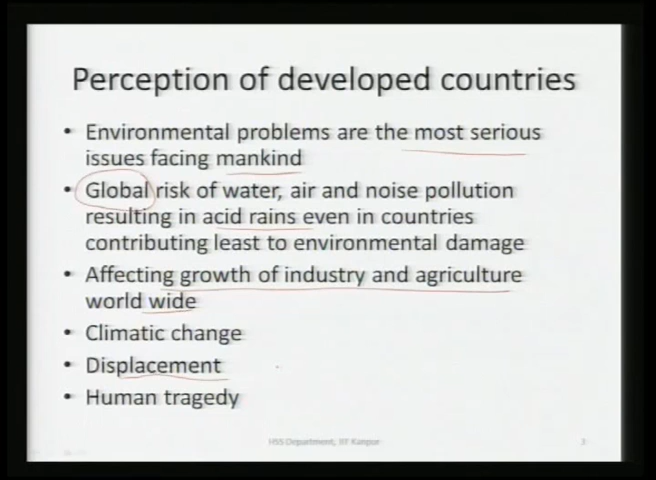 Perception of developed countries
• Environmental problems are the most serious
issues facing mankind
• Global risk of water, air and noise pollution
resulting in acid rains even in countries
contributing least to environmental damage
• Affecting growth of industry and agriculture
world wide
• Climatic change
• Displacement
• Human tragedy
HSS Department, IIT Kanpur
3